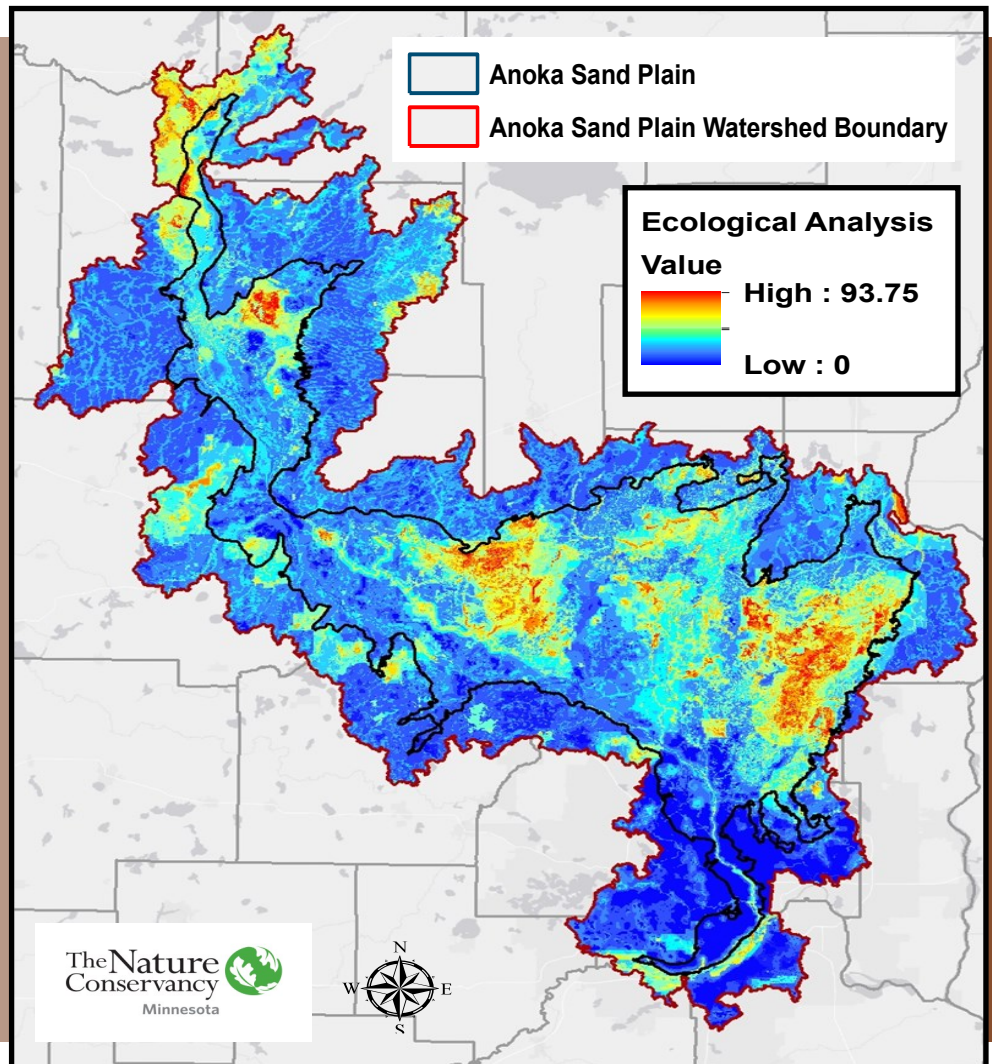 Anoka Sand Plain
Anoka Sand Plain Watershed Boundary
Ecological Analysis
Value
High : 93.75
Low : 0
The Nature
Conservancy
Minnesota
N
W E
S